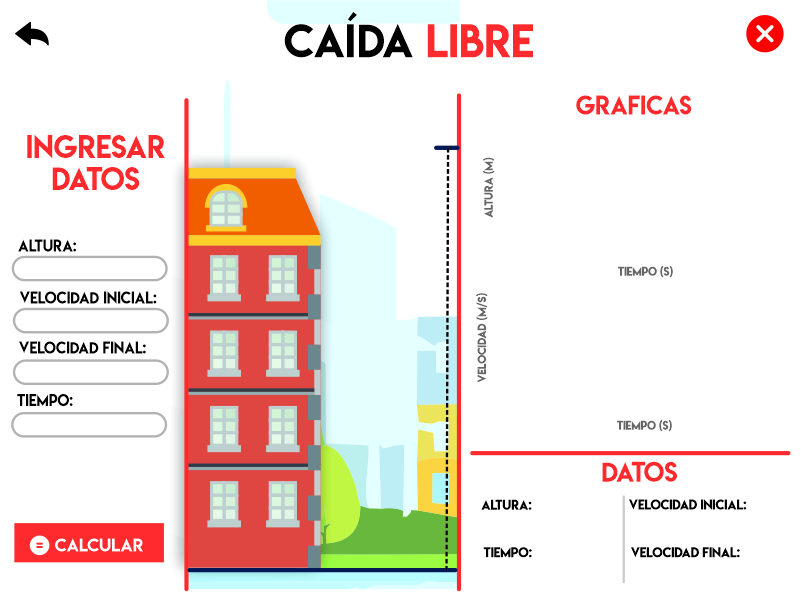 CAÍDA LIBRE
INGRESAR
DATOS
ALTURA:
VELOCIDAD INICIAL:
VELOCIDAD FINAL:
TIEMPO:
= CALCULAR
GRAFICAS
ALTURA (M)
TIEMPO (S)
VELOCIDAD (M/S)
TIEMPO (S)
DATOS
ALTURA:
VELOCIDAD INICIAL:
TIEMPO:
VELOCIDAD FINAL: